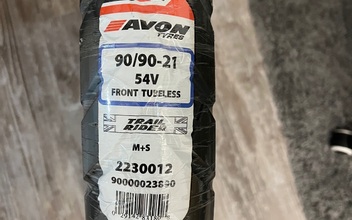 AVON
TYRES
90/90-21
54V
FRONT TUBELESS
TRAIL
RIDER
M+S
2230012
90000023890